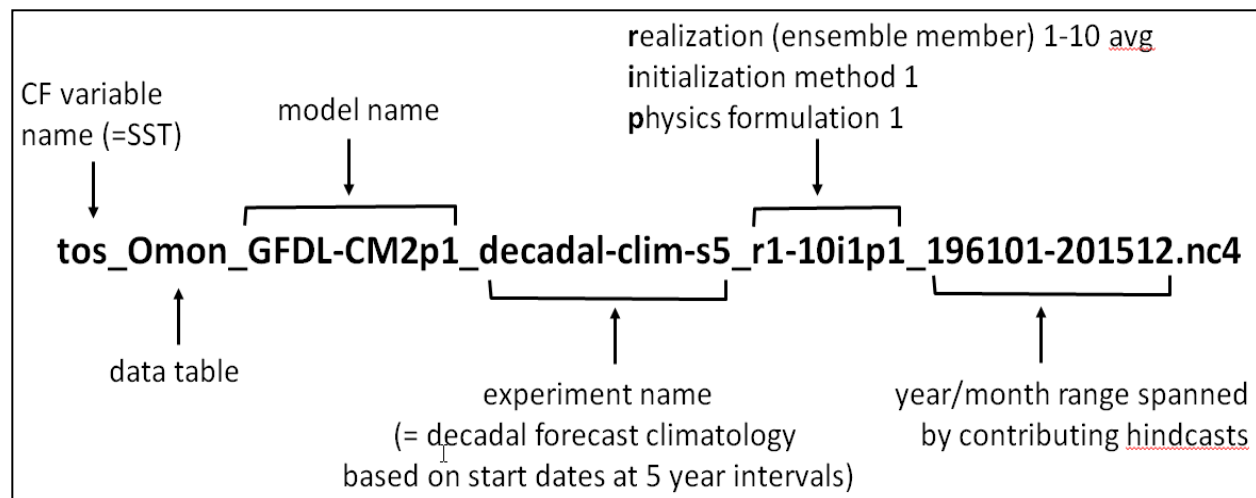 realization (ensemble member) 1-10 avg
initialization method 1
physics formulation 1
CF variable
name (=SST)
model name
tos_Omon_GFDL-CM2p1_decadal-clim-s5_r1-10i1p1_196101-201512.nc4
data table
experiment name
(= decadal forecast climatology
based on start dates at 5 year intervals)
year/month range spanned
by contributing hindcasts